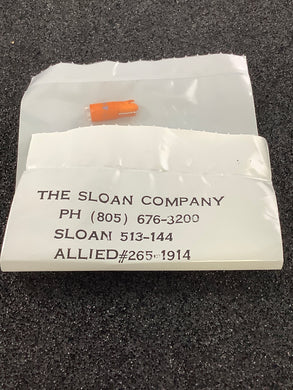 THE SLOAN COMPANY
PH (805) 676-3200
SLOAN 513-144
ALLIED#265-1914